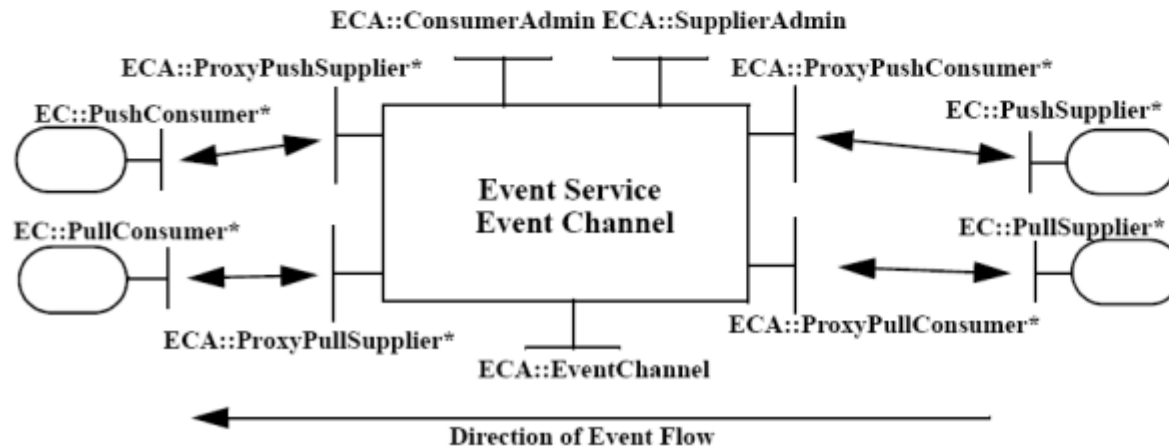 ECA::ConsumerAdmin ECA::SupplierAdmin
ECA::ProxyPushSupplier*
ECA::ProxyPushConsumer*
EC::PushConsumer*
EC::PushSupplier*
Event Service
Event Channel
EC::PullConsumer*
EC::PullSupplier*
ECA::ProxyPullSupplier*
ECA::ProxyPullConsumer*
ECA::EventChannel
Direction of Event Flow